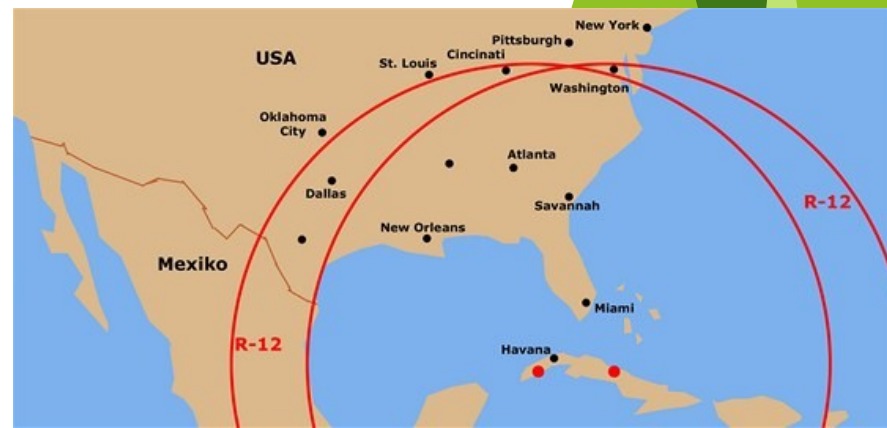 New York
Pittsburgh
USA
Cincinati
St. Louis
Washington
Oklahoma
City
Atlanta
Dallas
R-12
Savannah
New Orleans
Mexiko
Miami
R-12
Havana